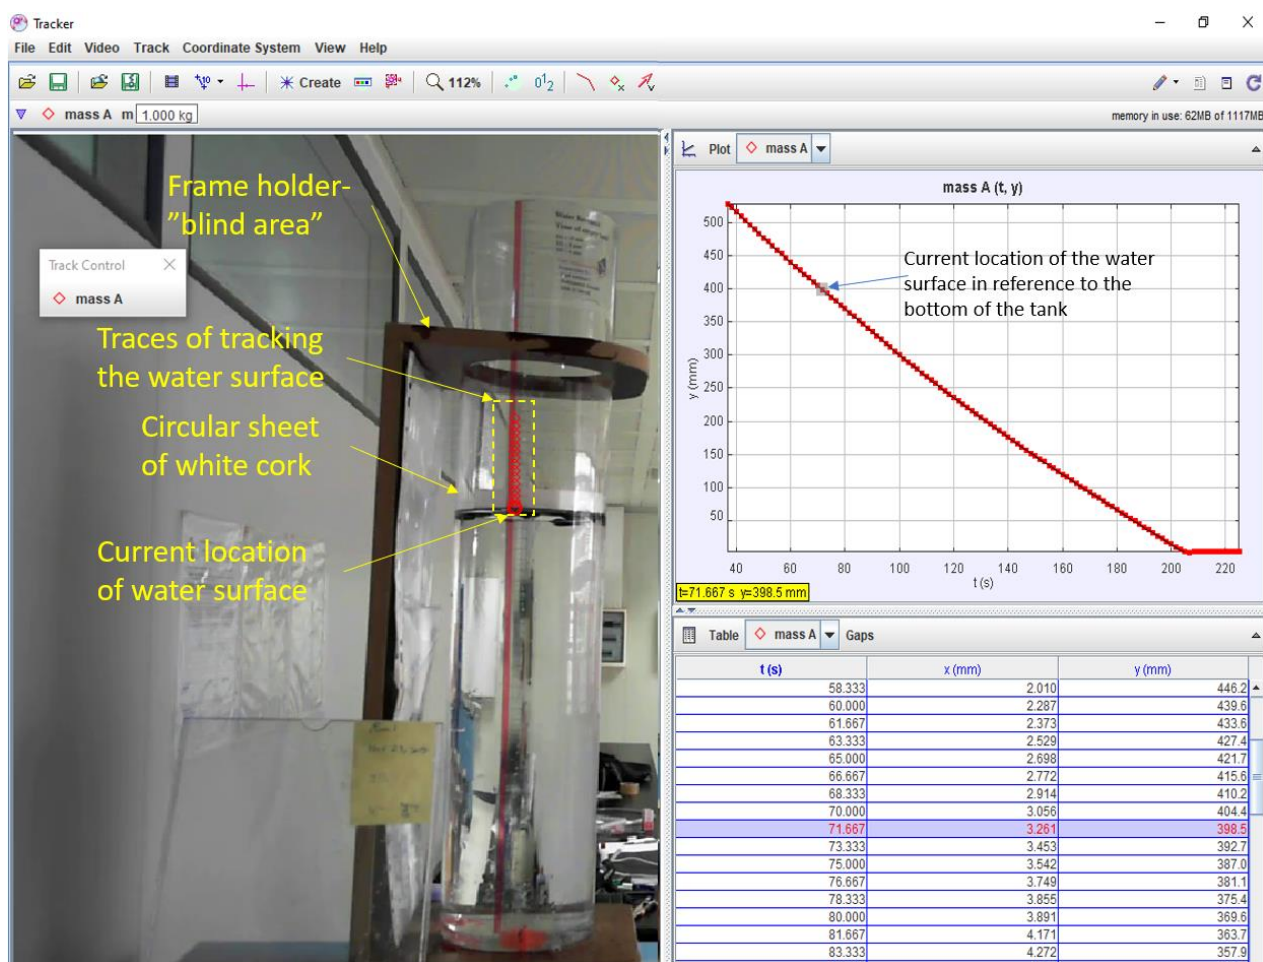 Tracker
File Edit Video Track Coordinate System View Help
Create 112%
mass A m 1.000 kg
memory in use: 62MB of 1117MB
Frame holder-
”blind area”
Track Control
mass A
Traces of tracking
the water surface
Circular sheet
of white cork
Current location
of water surface
Plot mass A
mass A (t, y)
Current location of the water
surface in reference to the
bottom of the tank
y (mm)
500
450
400
350
300
250
200
150
100
50
40 60 80 100 120 140 160 180 200 220
t (s)
t=71.667 s y=398.5 mm
Table mass A Gaps
t (s) x (mm) y (mm)
58.333 2.010 446.2
60.000 2.287 439.6
61.667 2.373 433.6
63.333 2.529 427.4
65.000 2.698 421.7
66.667 2.772 415.6
68.333 2.914 410.2
70.000 3.056 404.4
71.667 3.261 398.5
73.333 3.453 392.7
75.000 3.542 387.0
76.667 3.749 381.1
78.333 3.855 375.4
80.000 3.891 369.6
81.667 4.171 363.7
83.333 4.272 357.9